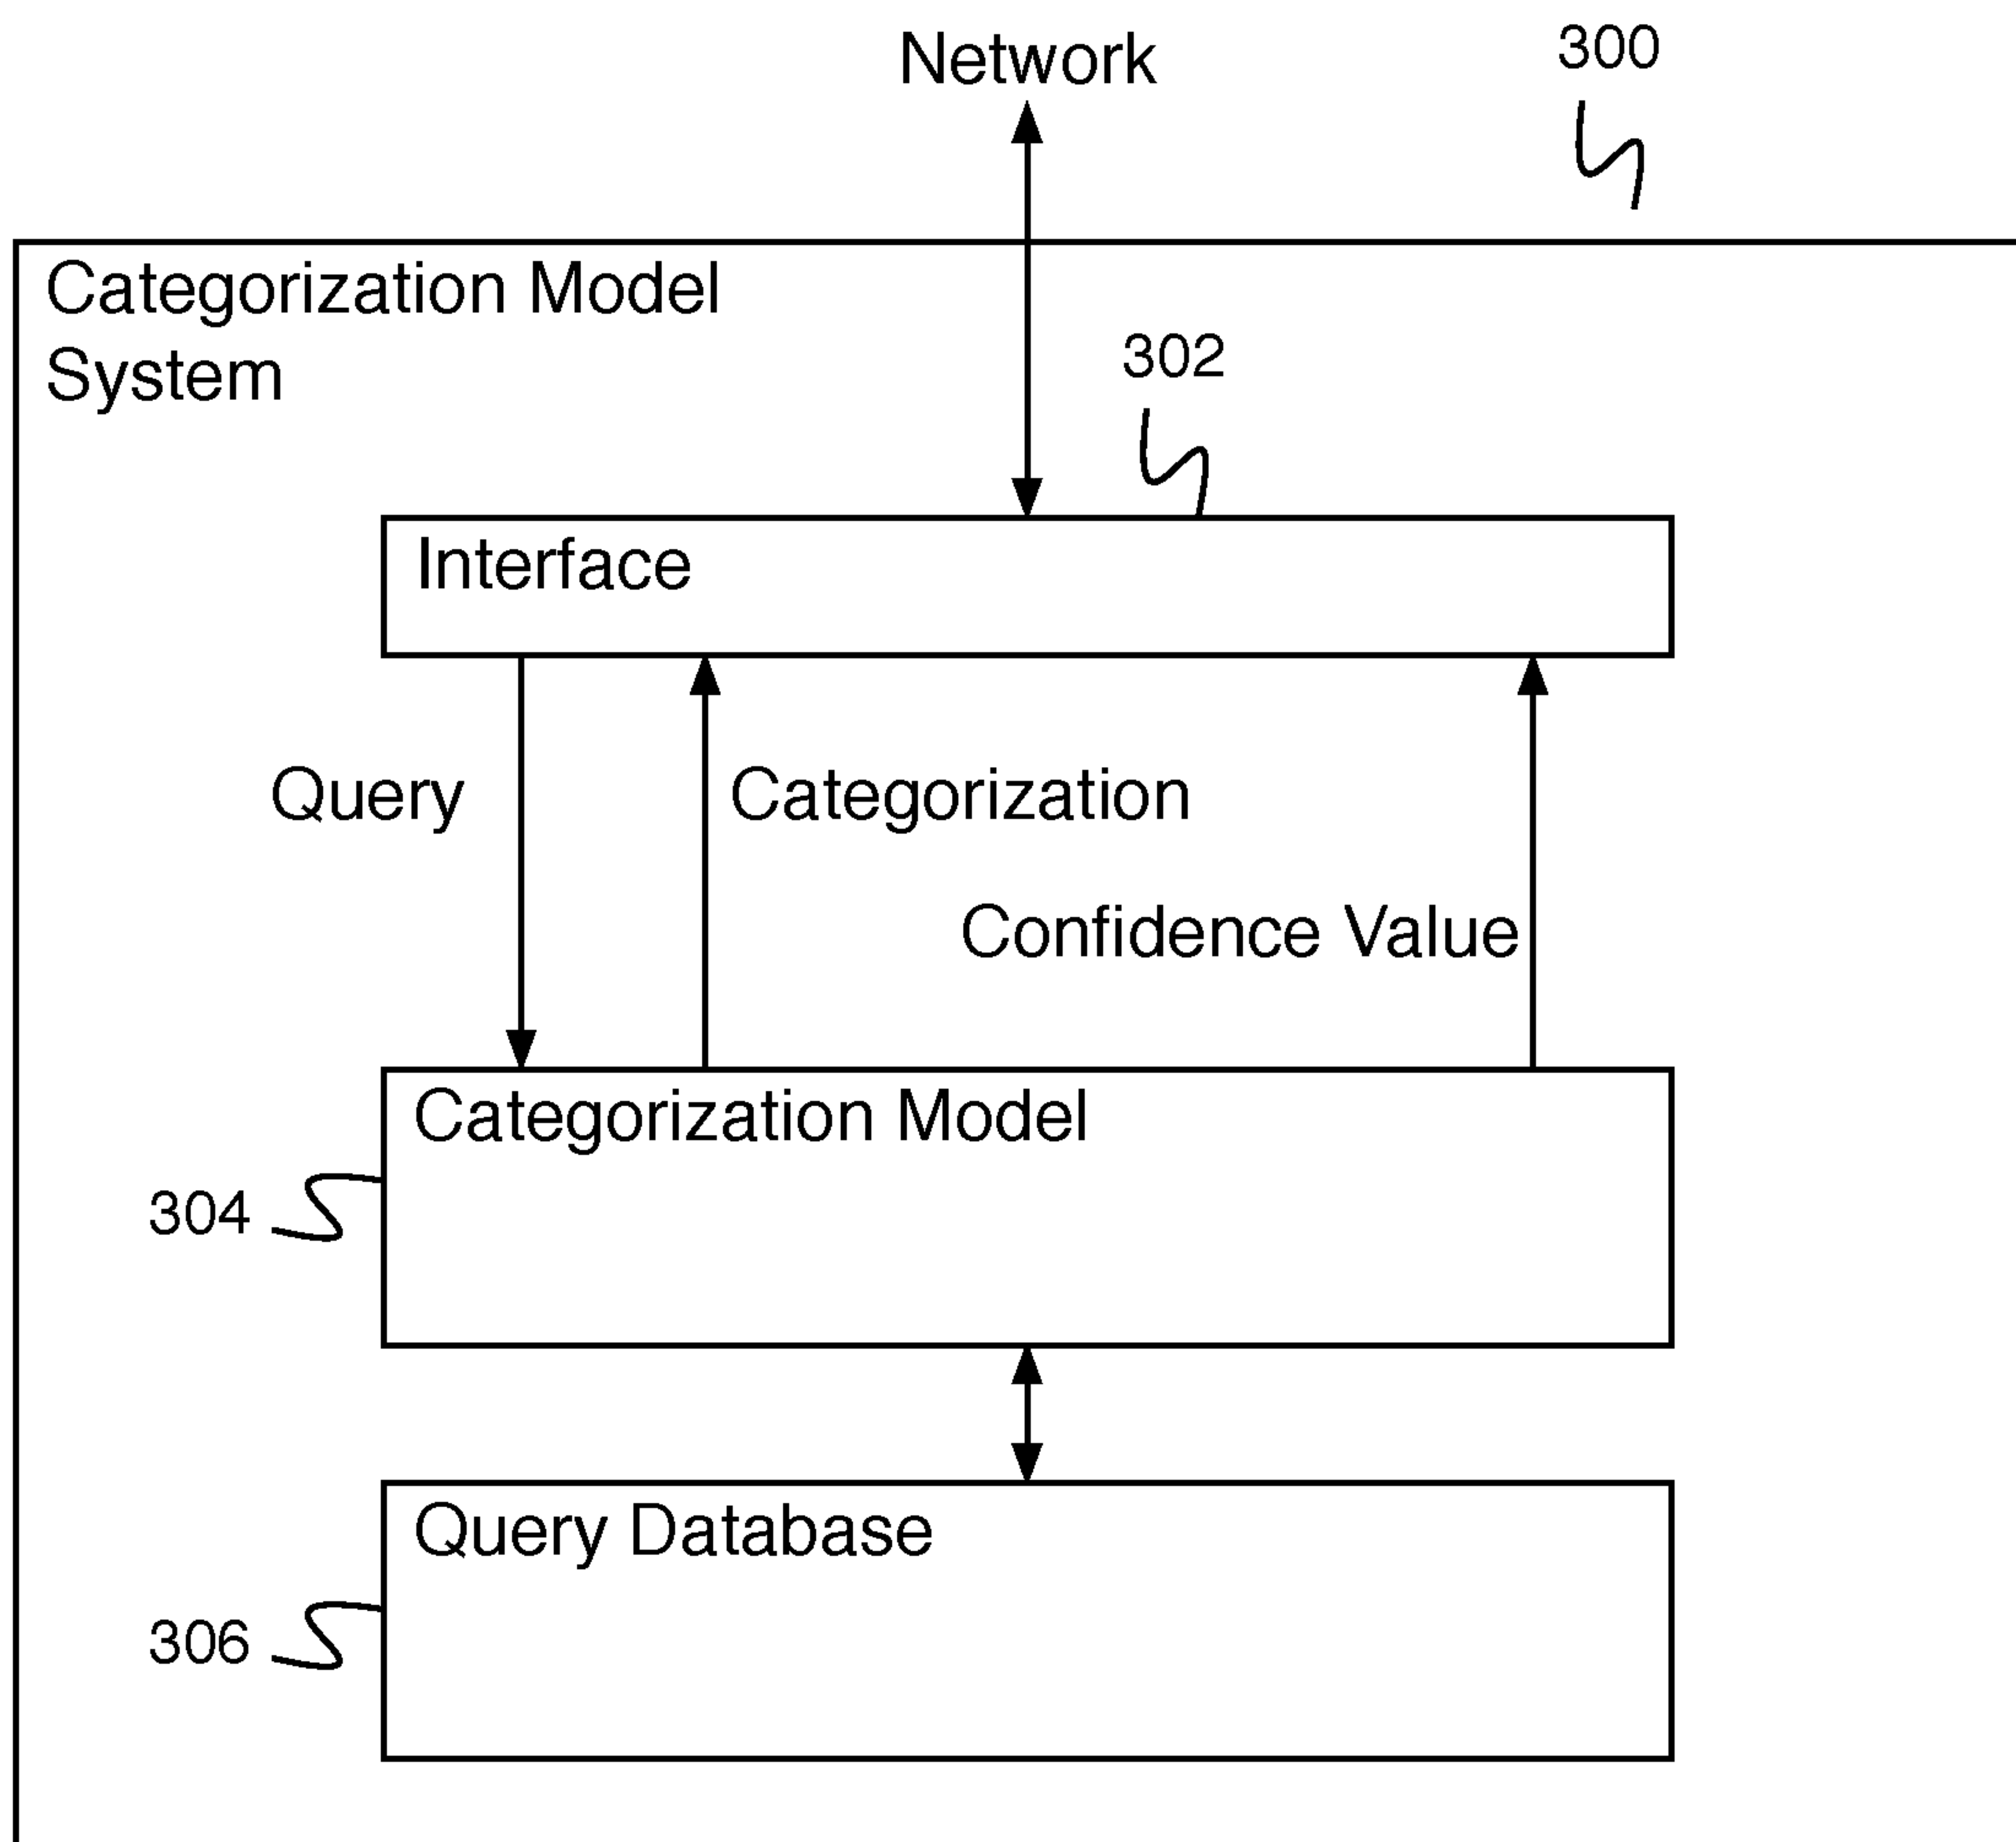 Network
300
Categorization Model
System
302
Interface
Query
Categorization
Confidence Value
Categorization Model
304
Query Database
306